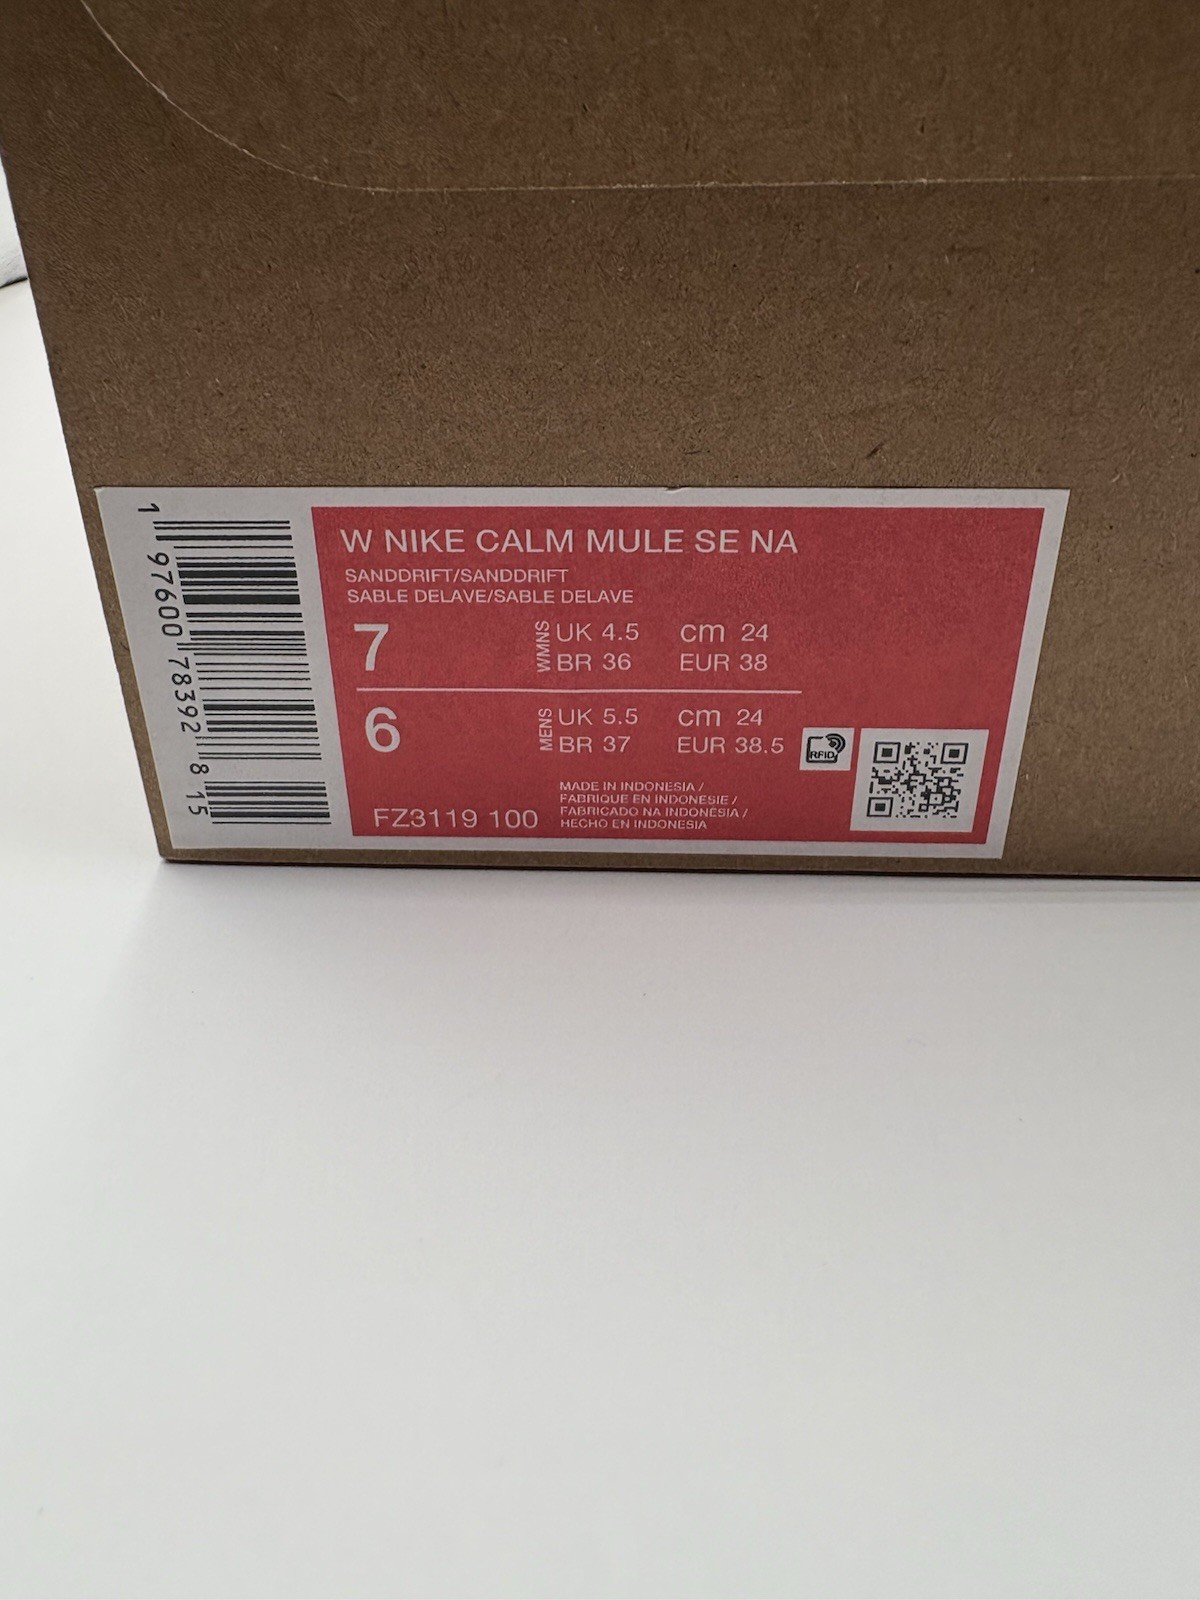 W NIKE CALM MULE SE NA
SANDDRIFT/SANDDRIFT
SABLE DELAVE/SABLE DELAVE
7 WMNS UK 4.5 cm 24
BR 36 EUR 38
6 MENS UK 5.5 cm 24
BR 37 EUR 38.5
RFID
FZ3119 100
MADE IN INDONESIA /
FABRIQUE EN INDONESIE /
FABRICADO NA INDONÉSIA /
HECHO EN INDONESIA
1 97600 78392 8 15